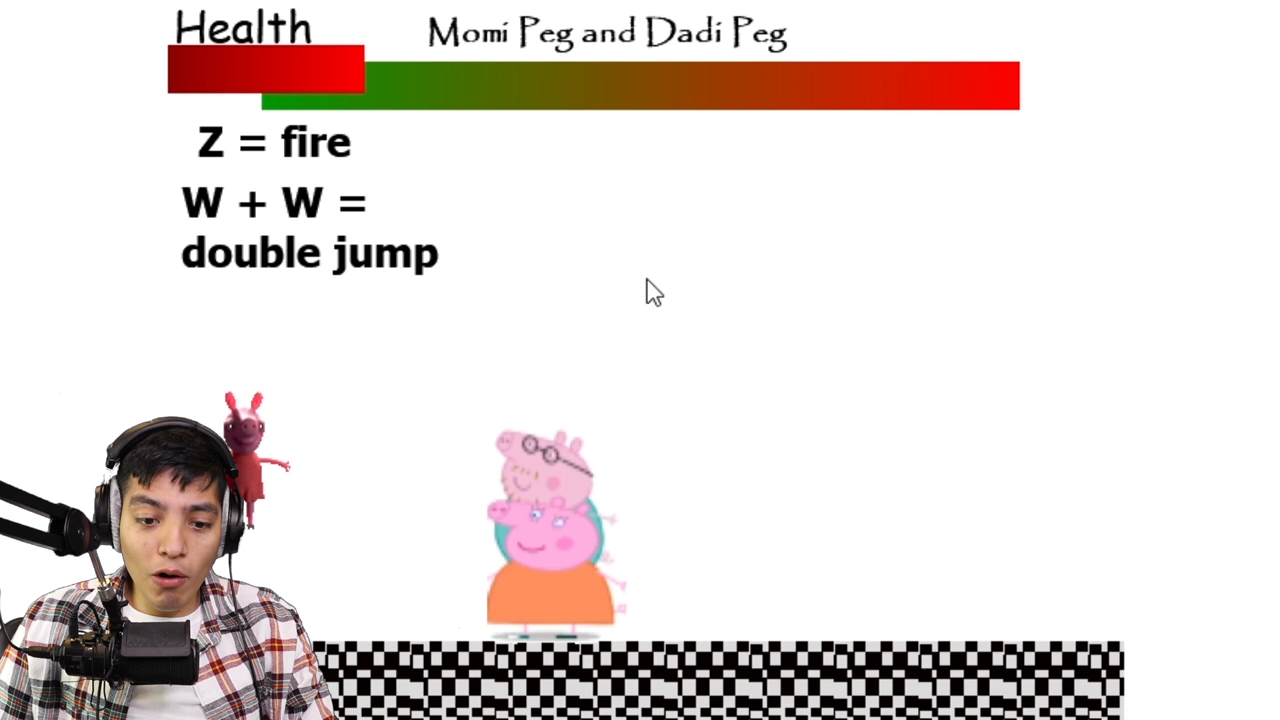 Health
Momi Peg and Dadi Peg
Z = fire
W + W =
double jump